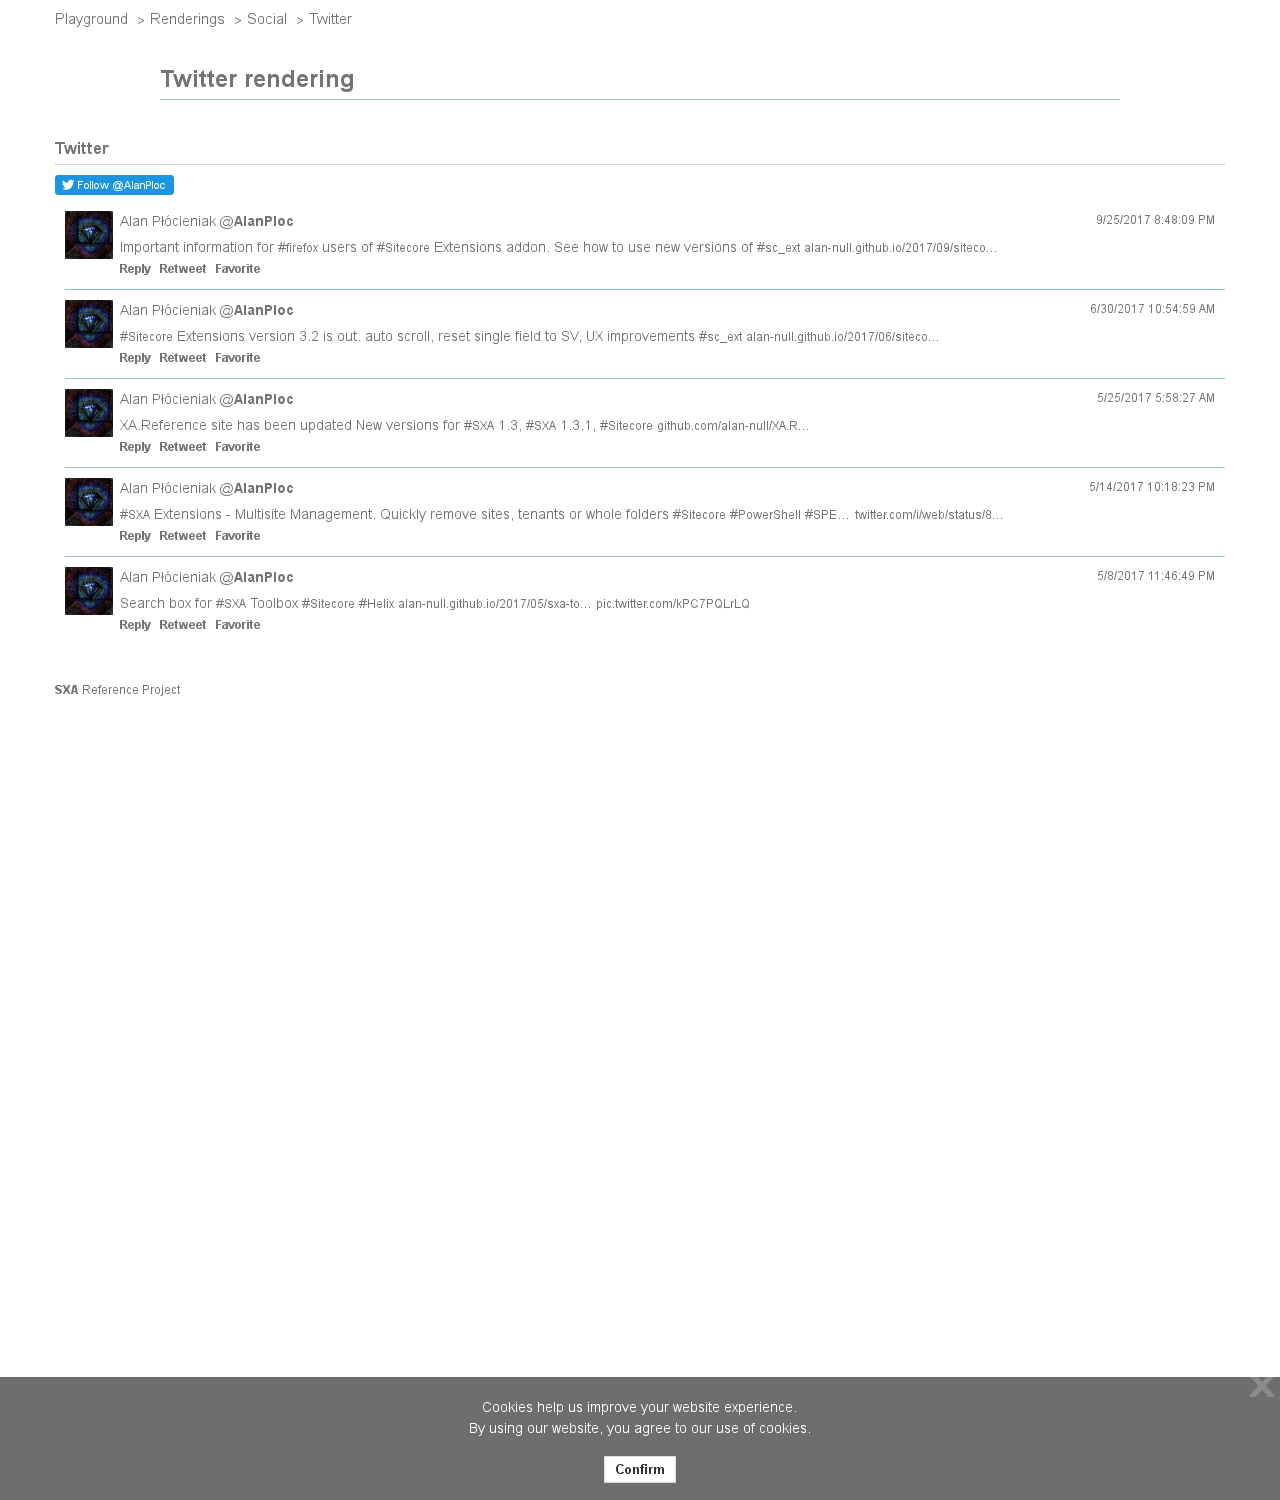 Playground > Renderings > Social > Twitter
Twitter rendering
Twitter
Follow @AlanPloc
Alan Płócieniak @AlanPloc 9/25/2017 8:48:09 PM
Important information for #firefox users of #Sitecore Extensions addon. See how to use new versions of #sc_ext alan-null.github.io/2017/09/siteco…
Reply Retweet Favorite
Alan Płócieniak @AlanPloc 6/30/2017 10:54:59 AM
#Sitecore Extensions version 3.2 is out. auto scroll, reset single field to SV, UX improvements #sc_ext alan-null.github.io/2017/06/siteco…
Reply Retweet Favorite
Alan Płócieniak @AlanPloc 5/25/2017 5:58:27 AM
XA.Reference site has been updated New versions for #SXA 1.3, #SXA 1.3.1, #Sitecore github.com/alan-null/XA.R…
Reply Retweet Favorite
Alan Płócieniak @AlanPloc 5/14/2017 10:18:23 PM
#SXA Extensions - Multisite Management. Quickly remove sites, tenants or whole folders #Sitecore #PowerShell #SPE… twitter.com/i/web/status/8…
Reply Retweet Favorite
Alan Płócieniak @AlanPloc 5/8/2017 11:46:49 PM
Search box for #SXA Toolbox #Sitecore #Helix alan-null.github.io/2017/05/sxa-to… pic.twitter.com/kPC7PQLrLQ
Reply Retweet Favorite
SXA Reference Project
X
Cookies help us improve your website experience.
By using our website, you agree to our use of cookies.
Confirm